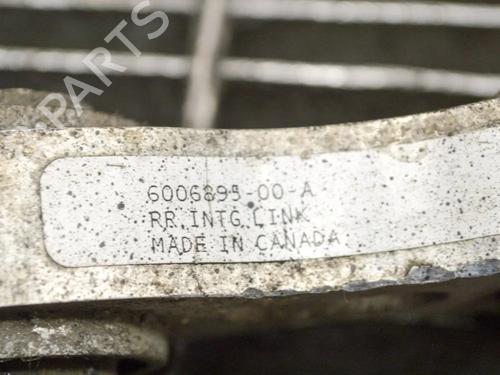 PARTS
6006895-00-A
RR INTG LINK
MADE IN CANADA